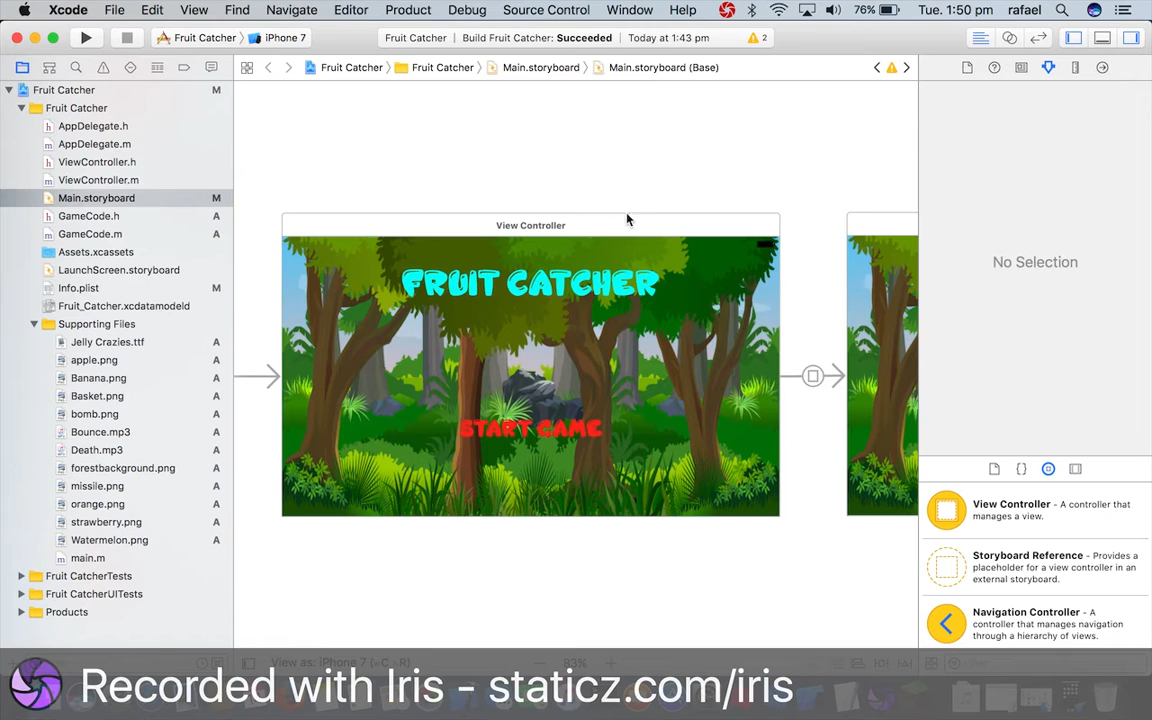 Xcode File Edit View Find Navigate Editor Product Debug Source Control Window Help 76% Tue. 1:50 pm rafael
Fruit Catcher iPhone 7 Fruit Catcher Build Fruit Catcher: Succeeded Today at 1:43 pm 2
Fruit Catcher Fruit Catcher Main.storyboard Main.storyboard (Base)
Fruit Catcher M
Fruit Catcher
AppDelegate.h
AppDelegate.m
ViewController.h
ViewController.m
Main.storyboard M
GameCode.h A
GameCode.m A
Assets.xcassets
LaunchScreen.storyboard
Info.plist M
Fruit_Catcher.xcdatamodeld
Supporting Files
Jelly Crazies.ttf A
apple.png A
Banana.png A
Basket.png A
bomb.png A
Bounce.mp3 A
Death.mp3 A
forestbackground.png A
missile.png A
orange.png A
strawberry.png A
Watermelon.png A
main.m
Fruit CatcherTests
Fruit CatcherUITests
Products
View Controller
FRUIT CATCHER
START GAME
No Selection
View Controller - A controller that
manages a view.
Storyboard Reference - Provides a
placeholder for a view controller in an
external storyboard.
Navigation Controller - A
controller that manages navigation
through a hierarchy of views.
View as: iPhone 7 (wC hR) 83%
Recorded with Iris - staticz.com/iris